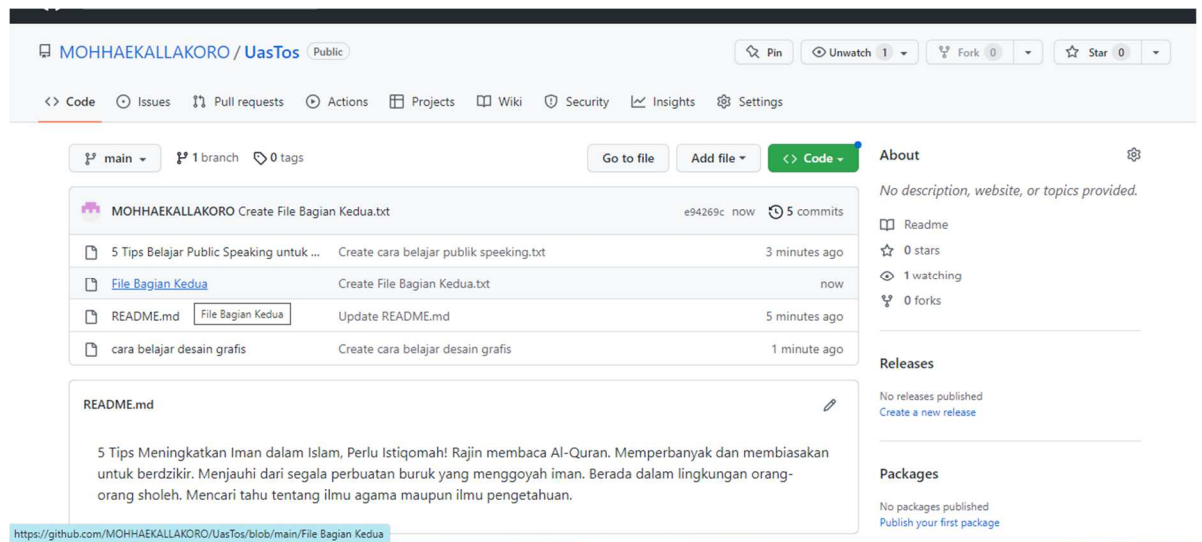 MOHHAEKALLAKORO / UasTos Public
Pin
Unwatch 1
Fork 0
Star 0
<> Code
Issues
Pull requests
Actions
Projects
Wiki
Security
Insights
Settings
main
1 branch
0 tags
Go to file
Add file
<> Code
MOHHAEKALLAKORO Create File Bagian Kedua.txt e94269c now 5 commits
5 Tips Belajar Public Speaking untuk ... Create cara belajar publik speeking.txt 3 minutes ago
File Bagian Kedua Create File Bagian Kedua.txt now
README.md File Bagian Kedua Update README.md 5 minutes ago
cara belajar desain grafis Create cara belajar desain grafis 1 minute ago
README.md
5 Tips Meningkatkan Iman dalam Islam, Perlu Istiqomah! Rajin membaca Al-Quran. Memperbanyak dan membiasakan
untuk berdzikir. Menjauhi dari segala perbuatan buruk yang menggoyah iman. Berada dalam lingkungan orang-
orang sholeh. Mencari tahu tentang ilmu agama maupun ilmu pengetahuan.
About
No description, website, or topics provided.
Readme
0 stars
1 watching
0 forks
Releases
No releases published
Create a new release
Packages
No packages published
Publish your first package
https://github.com/MOHHAEKALLAKORO/UasTos/blob/main/File Bagian Kedua